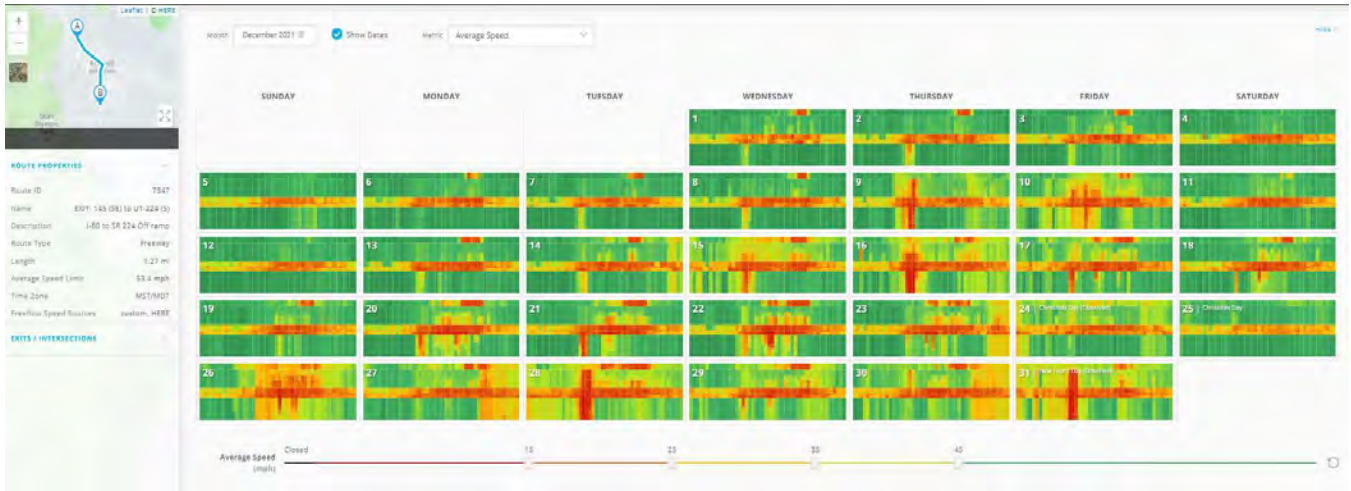 Leaflet | © HERE
+
−
A
B
Month December 2021 Show Dates Metric Average Speed
SUNDAY MONDAY TUESDAY WEDNESDAY THURSDAY FRIDAY SATURDAY
1 2 3 4
5 6 7 8 9 10 11
12 13 14 15 16 17 18
19 20 21 22 23 24 | Christmas Day (Observed) 25 | Christmas Day
26 27 28 29 30 31 | New Year's Day (Observed)
ROUTE PROPERTIES
Route ID 7547
Name EXIT: 145 (SB) to UT-224 (S)
Description I-80 to SR 224 Off ramp
Route Type Freeway
Length 1.27 mi
Average Speed Limit 53.4 mph
Time Zone MST/MDT
Freeflow Speed Sources custom, HERE
EXITS / INTERSECTIONS
Average Speed
(mph)
Closed 15 25 35 45